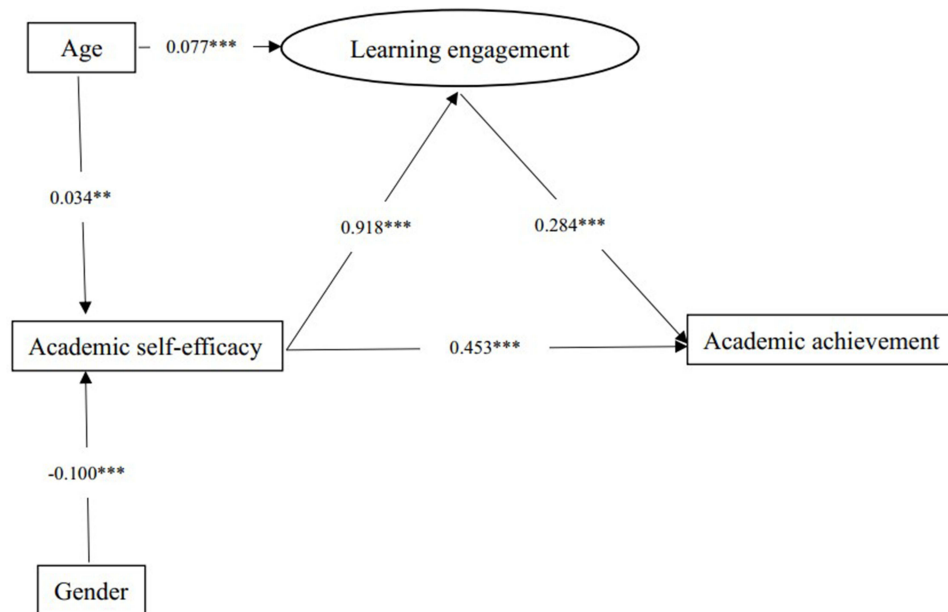 Age
0.077***
Learning engagement
0.034**
0.918***
0.284***
Academic self-efficacy
0.453***
Academic achievement
-0.100***
Gender